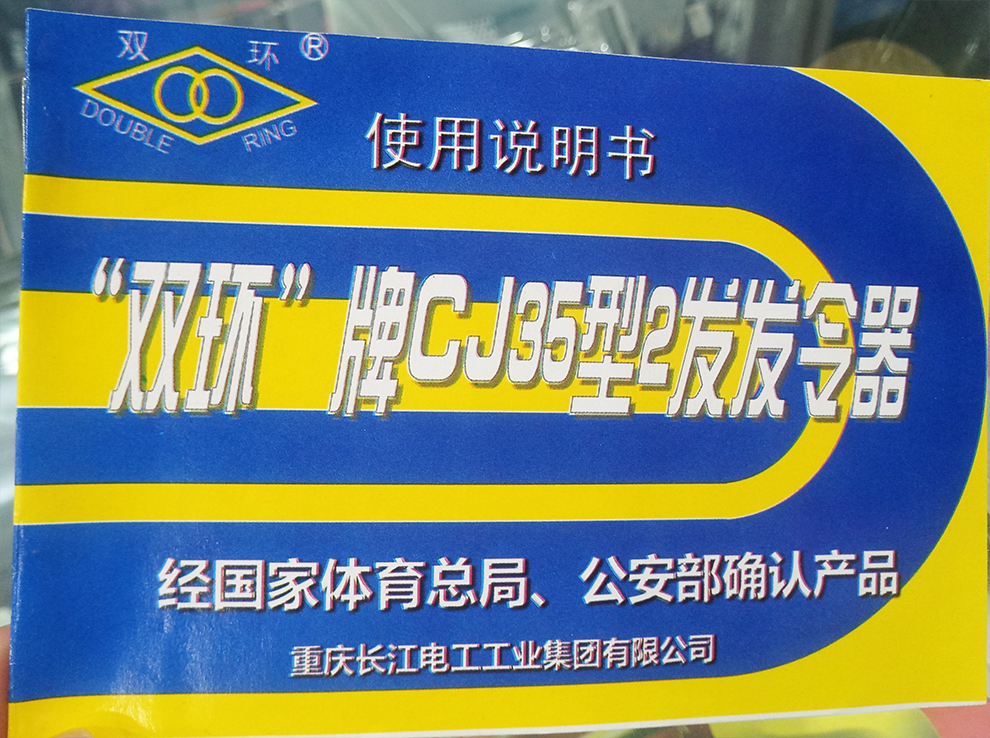 双环®
DOUBLE RING
使用说明书
“双环”牌CJ35型2发发令器
经国家体育总局、公安部确认产品
重庆长江电工工业集团有限公司